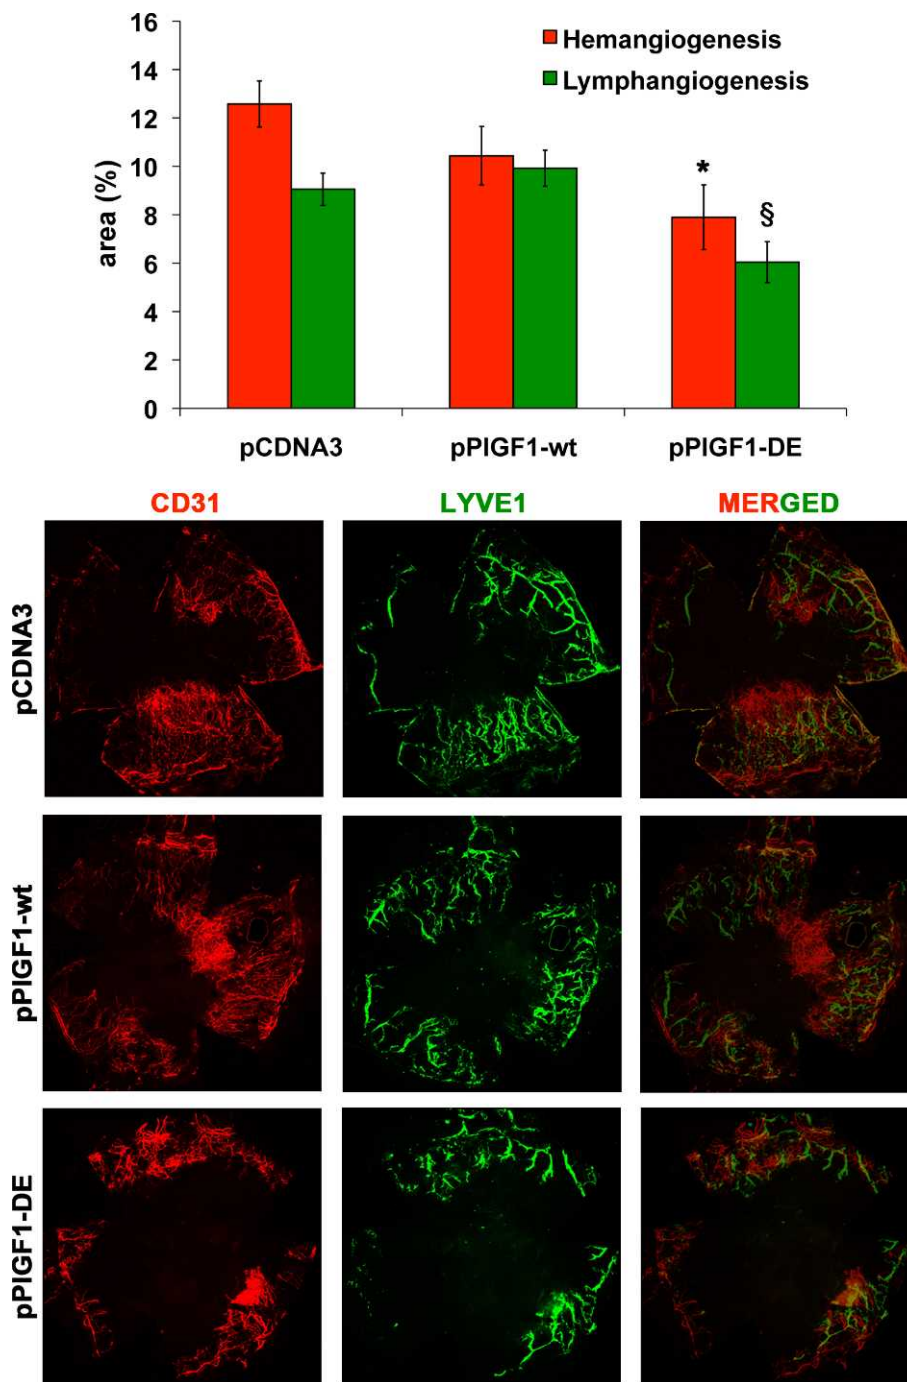 16
Hemangiogenesis
14
Lymphangiogenesis
12
10
*
8
§
6
4
2
0
area (%)
pCDNA3 pPlGF1-wt pPlGF1-DE
CD31 LYVE1 MERGED
pCDNA3
pPlGF1-wt
pPlGF1-DE